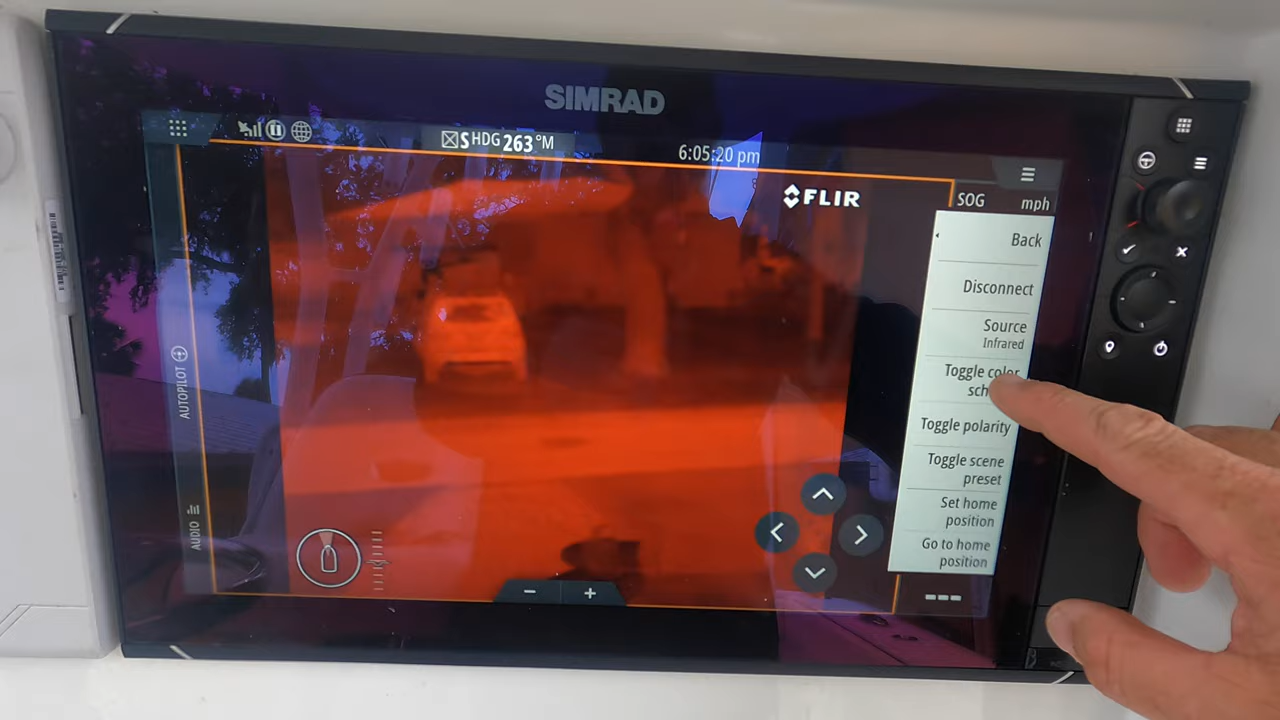 SIMRAD
S HDG 263 °M
6:05:20 pm
FLIR
SOG mph
Back
Disconnect
Source
Infrared
Toggle color
Toggle polarity
Toggle scene
preset
Set home
position
Go to home
position
AUTOPILOT
AUDIO